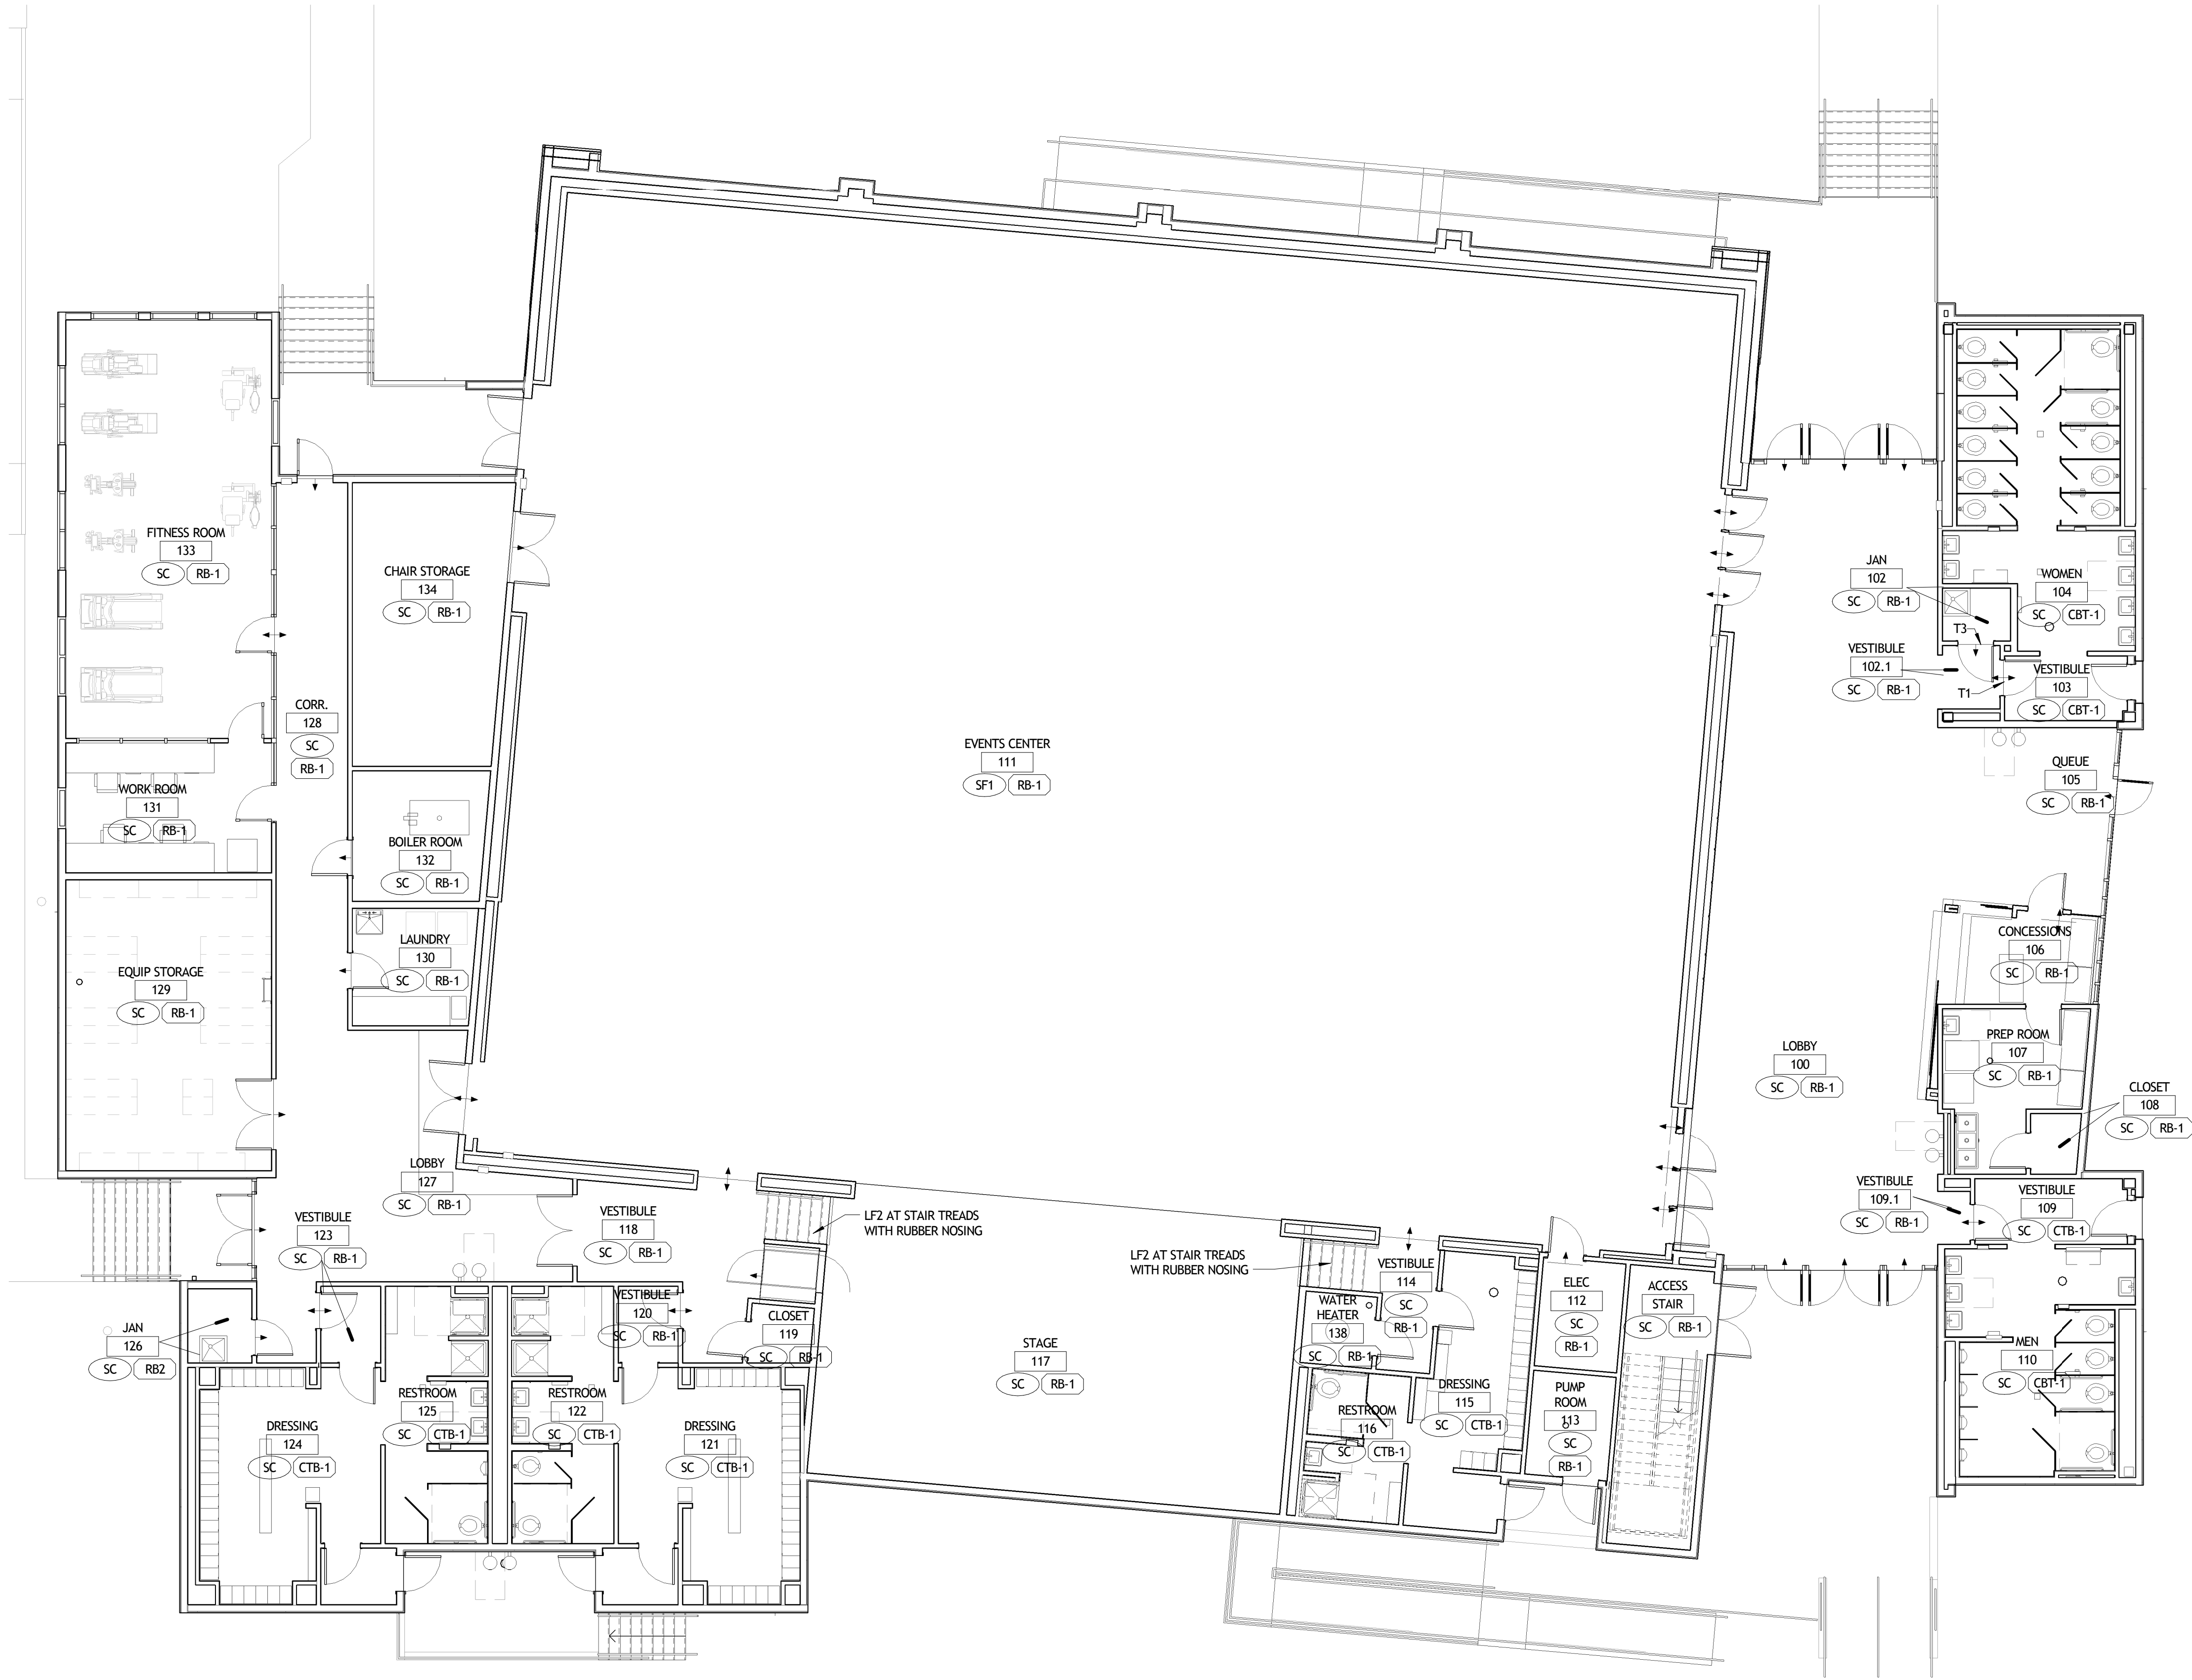 FITNESS ROOM
133
SC RB-1
CHAIR STORAGE
134
SC RB-1
JAN
102
SC RB-1
WOMEN
104
SC CBT-1
T3
VESTIBULE
102.1
SC RB-1
T1
VESTIBULE
103
SC CBT-1
CORR.
128
SC
RB-1
EVENTS CENTER
111
SF1 RB-1
QUEUE
105
SC RB-1
WORK ROOM
131
SC RB-1
BOILER ROOM
132
SC RB-1
LAUNDRY
130
SC RB-1
CONCESSIONS
106
SC RB-1
EQUIP STORAGE
129
SC RB-1
PREP ROOM
107
SC RB-1
LOBBY
100
SC RB-1
CLOSET
108
SC RB-1
LOBBY
127
SC RB-1
VESTIBULE
109.1
SC RB-1
VESTIBULE
109
SC CTB-1
VESTIBULE
123
SC RB-1
VESTIBULE
118
SC RB-1
LF2 AT STAIR TREADS
WITH RUBBER NOSING
LF2 AT STAIR TREADS
WITH RUBBER NOSING
VESTIBULE
114
SC
RB-1
ELEC
112
SC
RB-1
ACCESS
STAIR
SC RB-1
VESTIBULE
120
SC RB-1
CLOSET
119
SC RB-1
WATER
HEATER
138
SC RB-1
JAN
126
SC RB2
STAGE
117
SC RB-1
MEN
110
SC CBT-1
RESTROOM
125
SC CTB-1
RESTROOM
122
SC CTB-1
DRESSING
115
SC CTB-1
PUMP
ROOM
113
SC
RB-1
RESTROOM
116
SC CTB-1
DRESSING
124
SC CTB-1
DRESSING
121
SC CTB-1